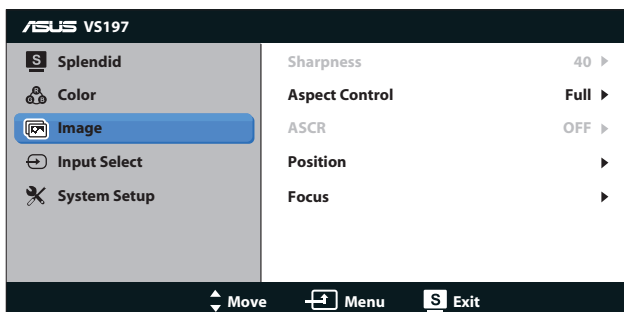 ASUS VS197
S Splendid
Color
Image
Input Select
System Setup
Sharpness 40
Aspect Control Full
ASCR OFF
Position
Focus
Move Menu S Exit